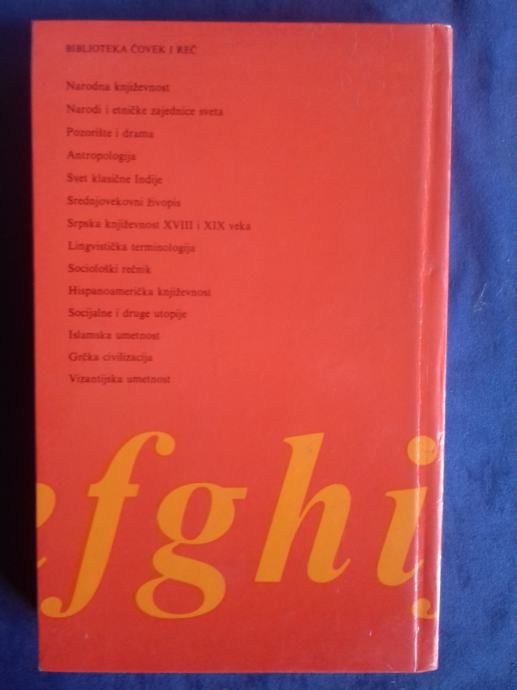 BIBLIOTEKA ČOVEK I REČ
Narodna književnost
Narodi i etničke zajednice sveta
Pozorište i drama
Antropologija
Svet klasične Indije
Srednjovekovni živopis
Srpska književnost XVIII i XIX veka
Lingvistička terminologija
Sociološki rečnik
Hispanoamerička književnost
Socijalne i druge utopije
Islamska umetnost
Grčka civilizacija
Vizantijska umetnost
efghij